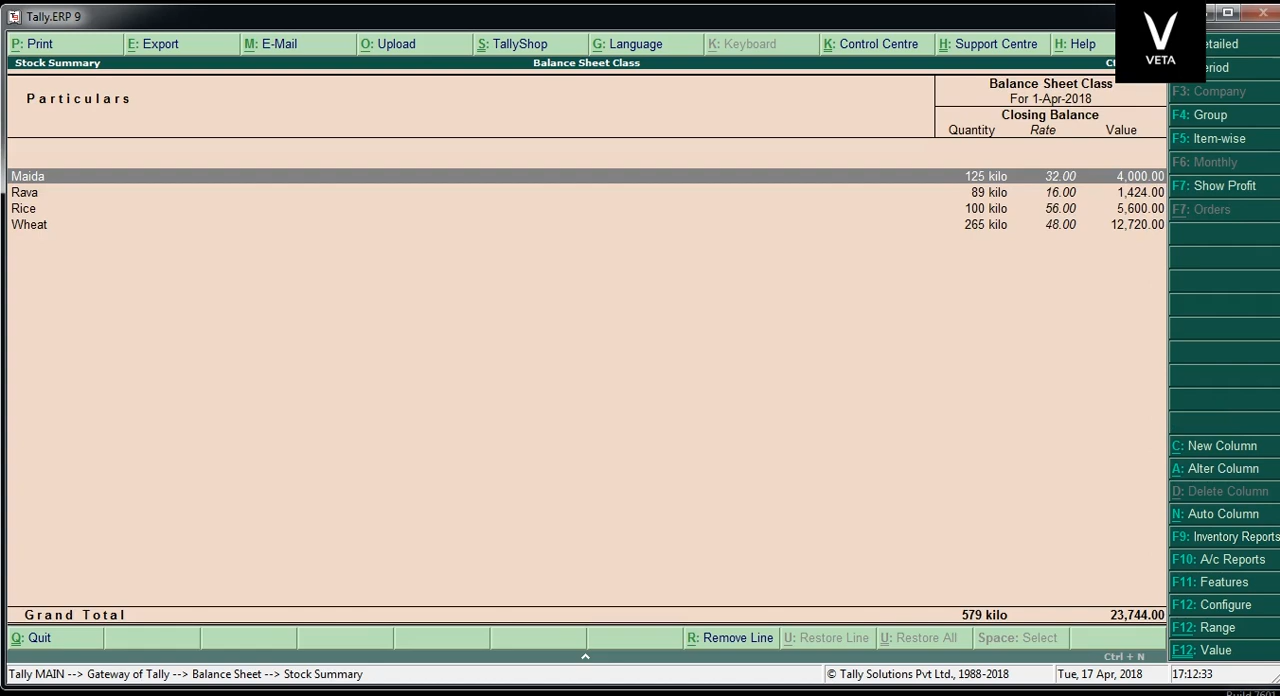 Tally.ERP 9
P: Print E: Export M: E-Mail O: Upload S: TallyShop G: Language K: Keyboard K: Control Centre H: Support Centre H: Help
VETA
Stock Summary Balance Sheet Class
Particulars
Balance Sheet Class
For 1-Apr-2018
Closing Balance
Quantity Rate Value
Maida 125 kilo 32.00 4,000.00
Rava 89 kilo 16.00 1,424.00
Rice 100 kilo 56.00 5,600.00
Wheat 265 kilo 48.00 12,720.00
Grand Total 579 kilo 23,744.00
etailed
eriod
F3: Company
F4: Group
F5: Item-wise
F6: Monthly
F7: Show Profit
F7: Orders
C: New Column
A: Alter Column
D: Delete Column
N: Auto Column
F9: Inventory Reports
F10: A/c Reports
F11: Features
F12: Configure
F12: Range
F12: Value
Q: Quit R: Remove Line U: Restore Line U: Restore All Space: Select
Ctrl + N
Tally MAIN --> Gateway of Tally --> Balance Sheet --> Stock Summary © Tally Solutions Pvt Ltd., 1988-2018 Tue, 17 Apr, 2018 17:12:33